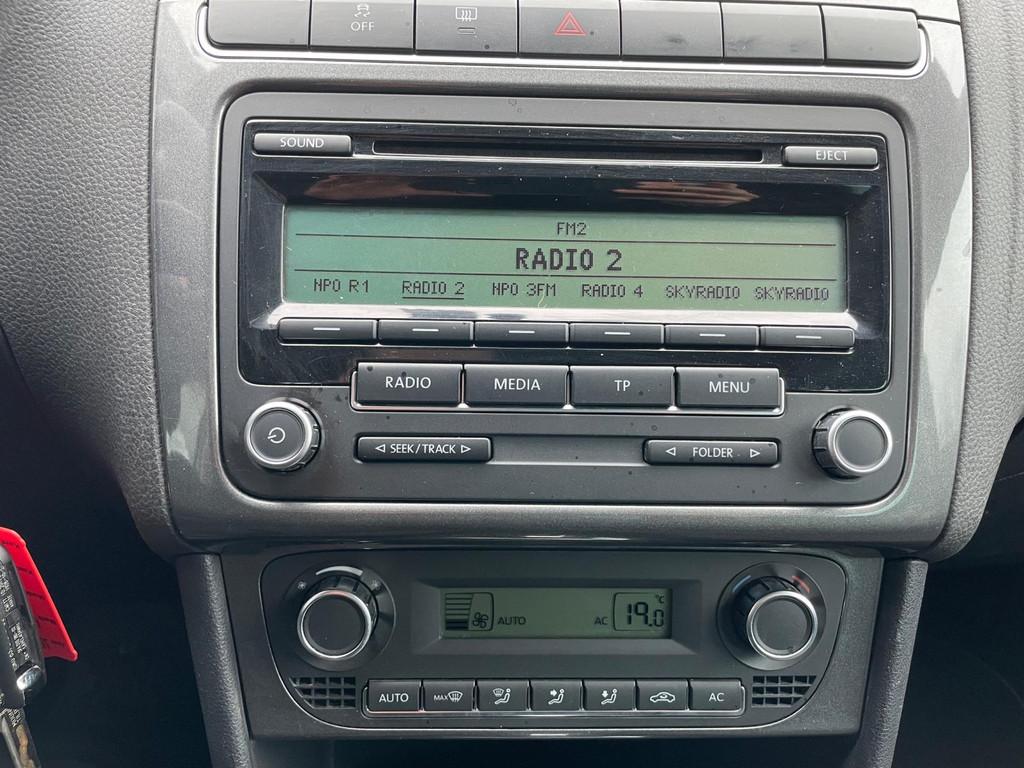 OFF
SOUND
EJECT
FM2
RADIO 2
NPO R1 RADIO 2 NPO 3FM RADIO 4 SKYRADIO SKYRADIO
RADIO MEDIA TP MENU
SEEK/TRACK FOLDER
AUTO AC 19.0 °C
AUTO MAX AC